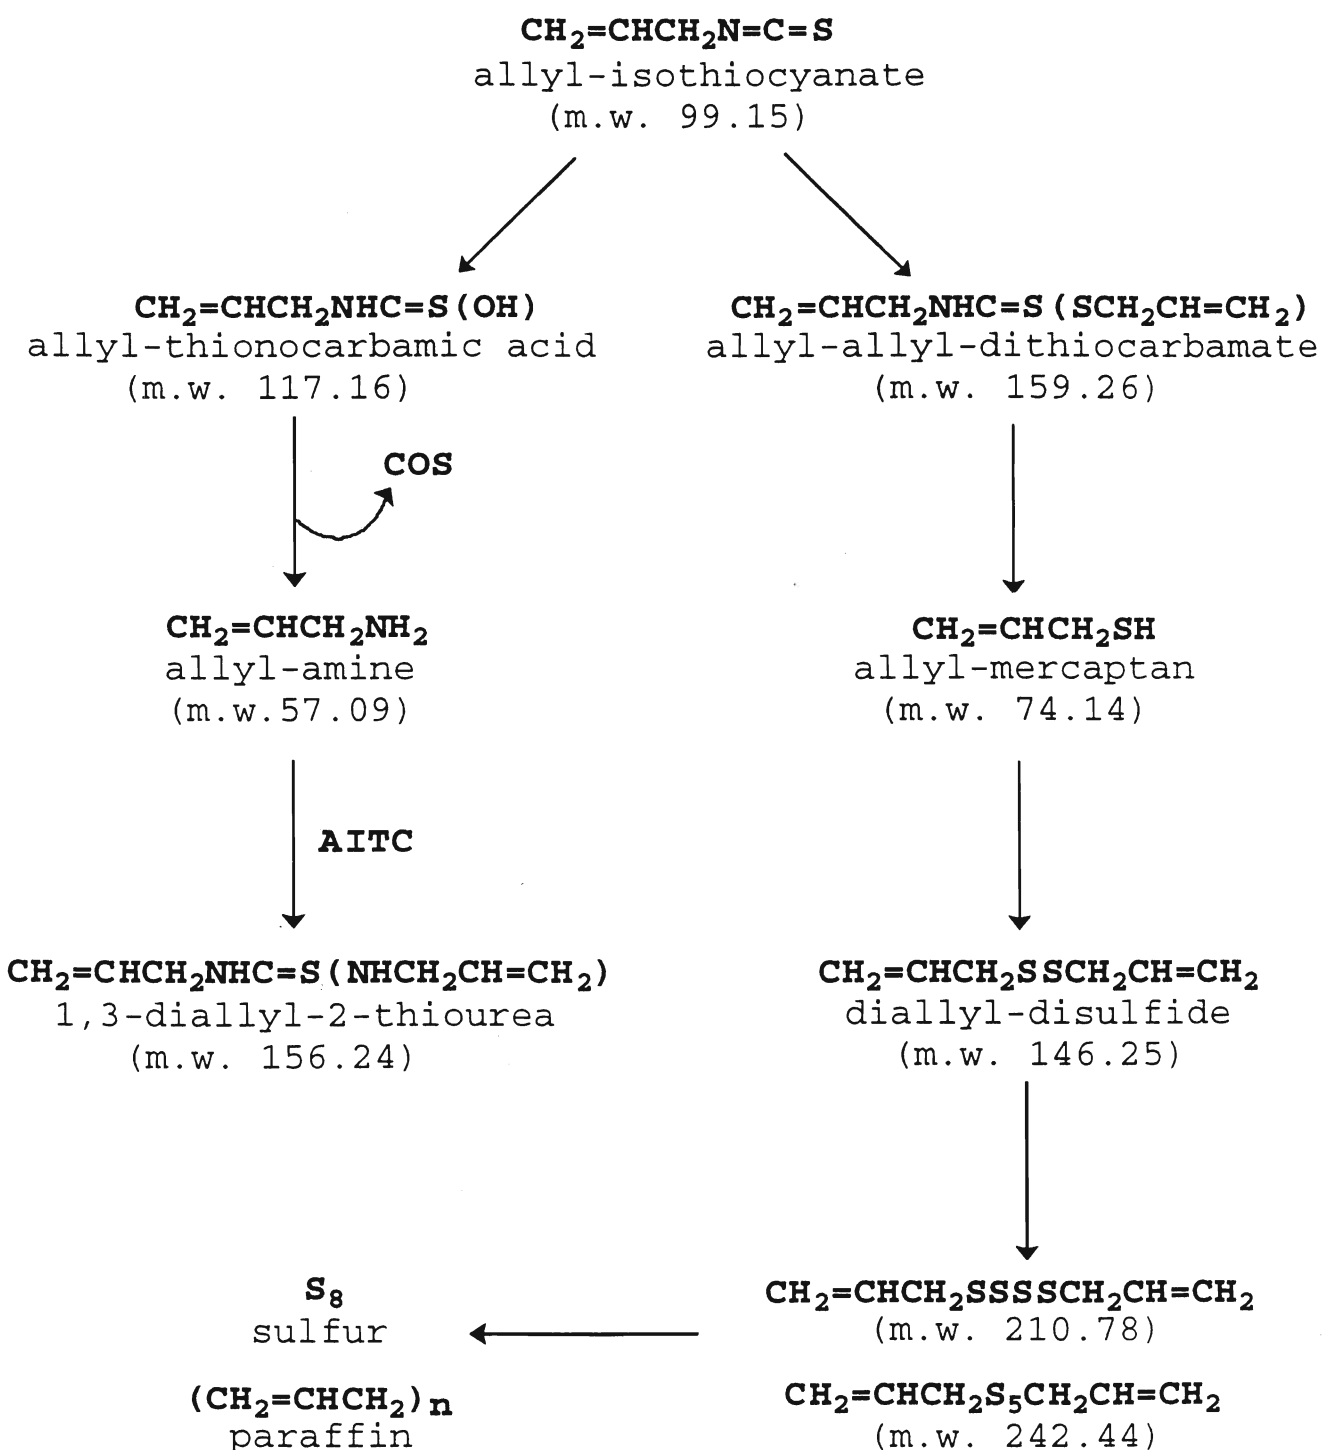 CH₂=CHCH₂N=C=S
allyl-isothiocyanate
(m.w. 99.15)
CH₂=CHCH₂NHC=S(OH)
allyl-thionocarbamic acid
(m.w. 117.16)
CH₂=CHCH₂NHC=S(SCH₂CH=CH₂)
allyl-allyl-dithiocarbamate
(m.w. 159.26)
COS
CH₂=CHCH₂NH₂
allyl-amine
(m.w.57.09)
CH₂=CHCH₂SH
allyl-mercaptan
(m.w. 74.14)
AITC
CH₂=CHCH₂NHC=S(NHCH₂CH=CH₂)
1,3-diallyl-2-thiourea
(m.w. 156.24)
CH₂=CHCH₂SSCH₂CH=CH₂
diallyl-disulfide
(m.w. 146.25)
S₈
sulfur
(CH₂=CHCH₂)n
paraffin
CH₂=CHCH₂SSSSCH₂CH=CH₂
(m.w. 210.78)
CH₂=CHCH₂S₅CH₂CH=CH₂
(m.w. 242.44)